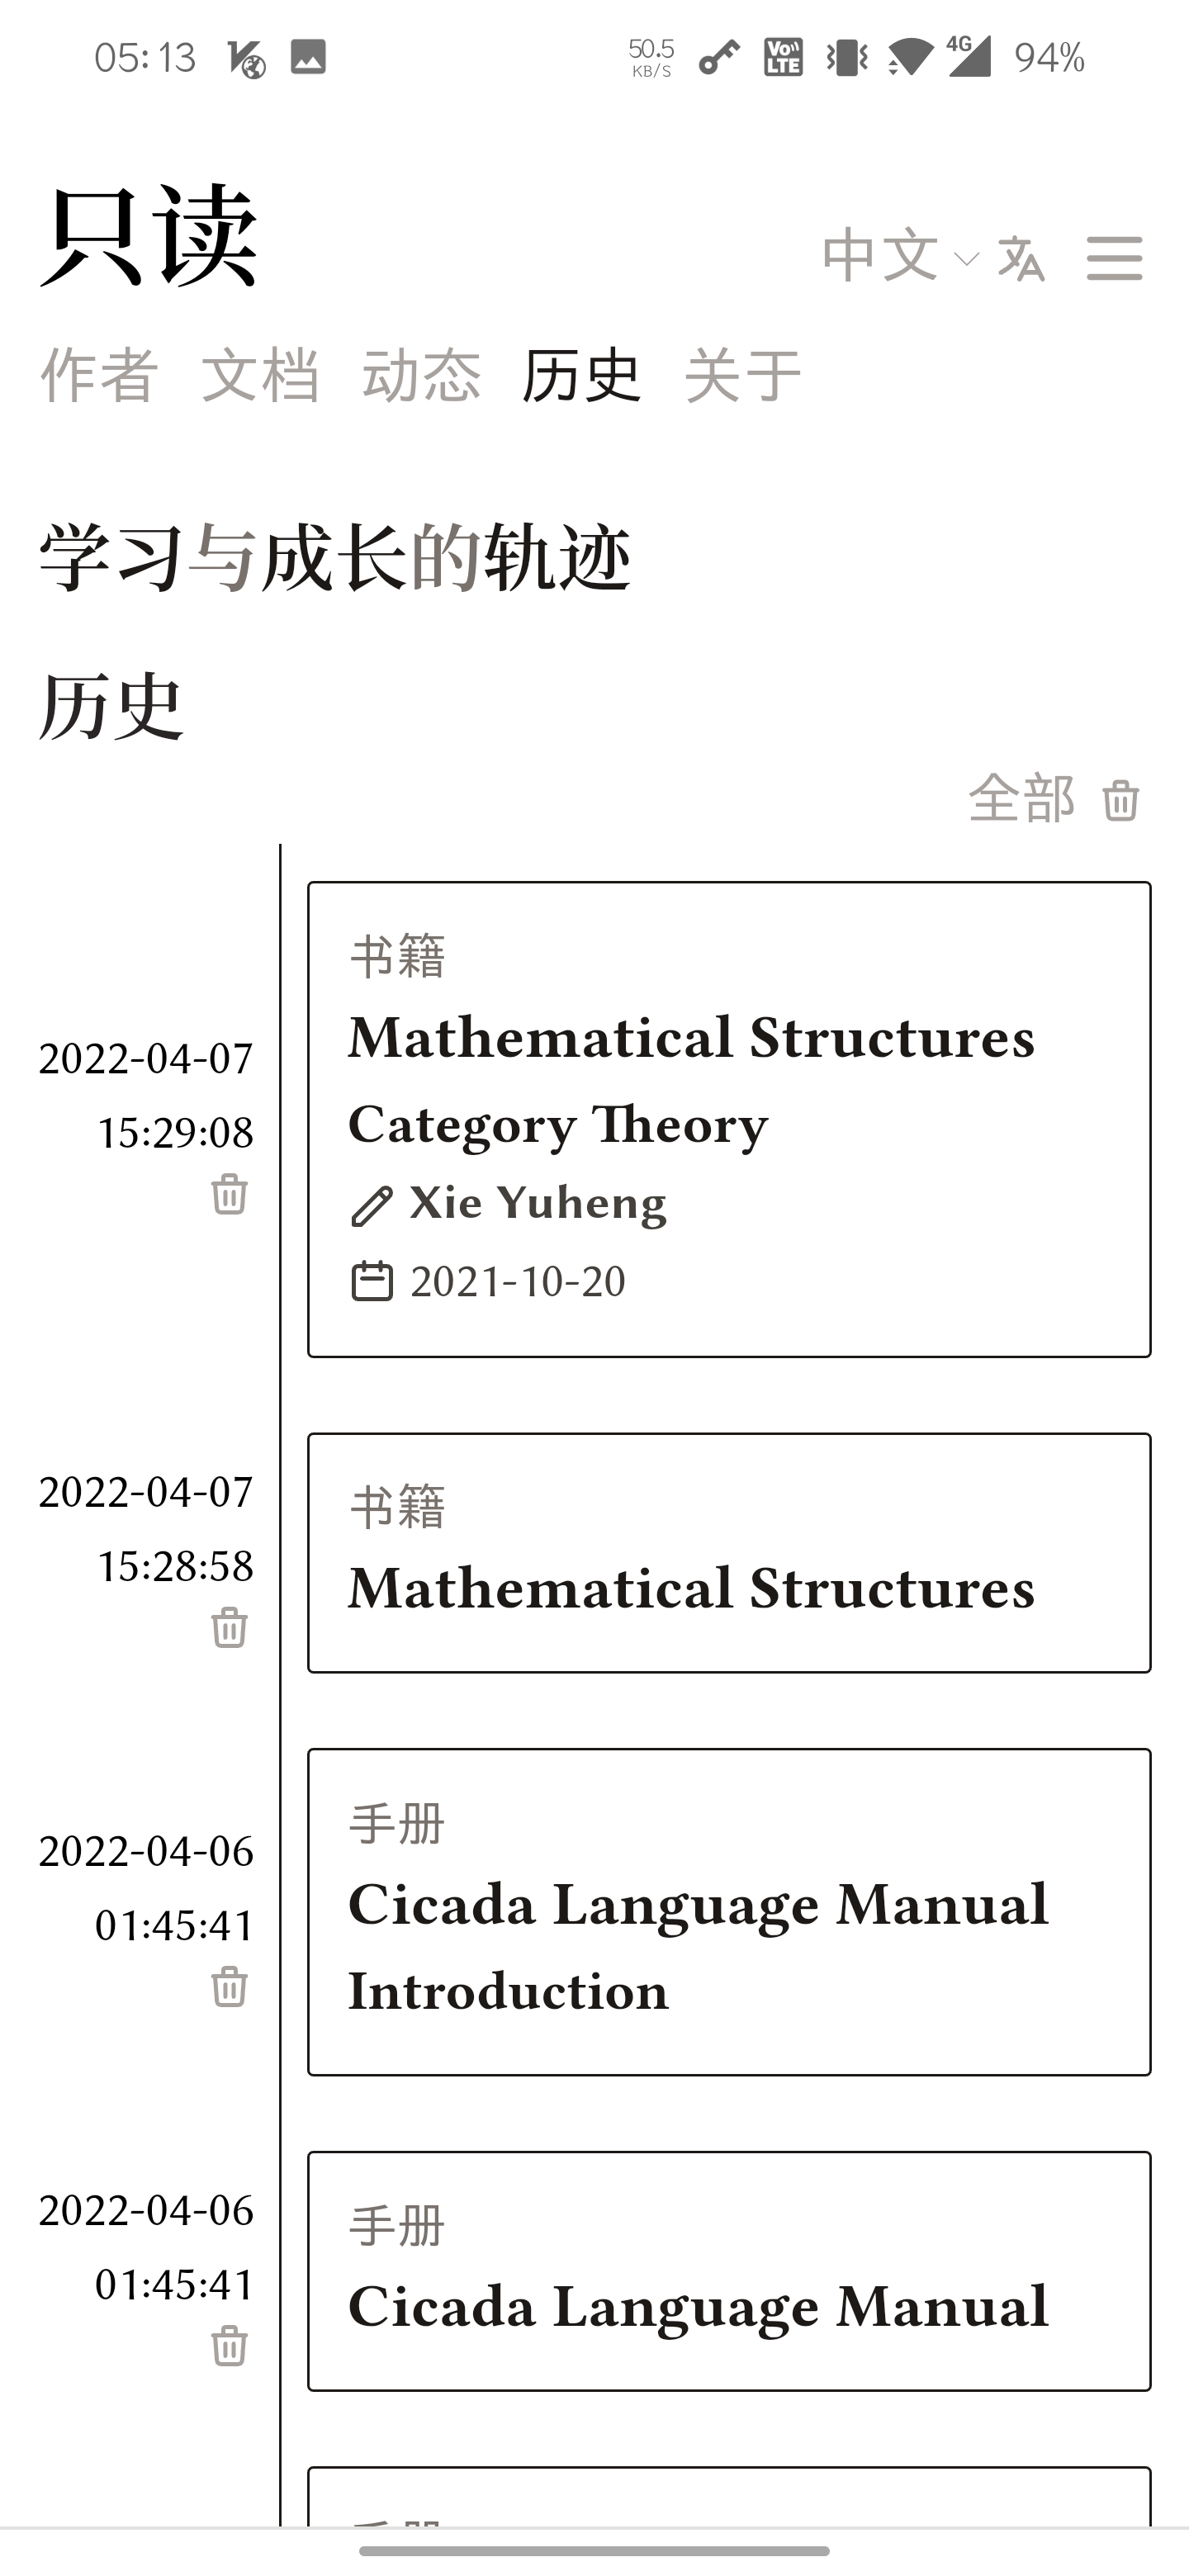 05:13 50.5 KB/S VoLTE 4G 94%
只读
中文
作者 文档 动态 历史 关于
学习与成长的轨迹
历史
全部
2022-04-07
15:29:08
书籍
Mathematical Structures
Category Theory
Xie Yuheng
2021-10-20
2022-04-07
15:28:58
书籍
Mathematical Structures
2022-04-06
01:45:41
手册
Cicada Language Manual
Introduction
2022-04-06
01:45:41
手册
Cicada Language Manual